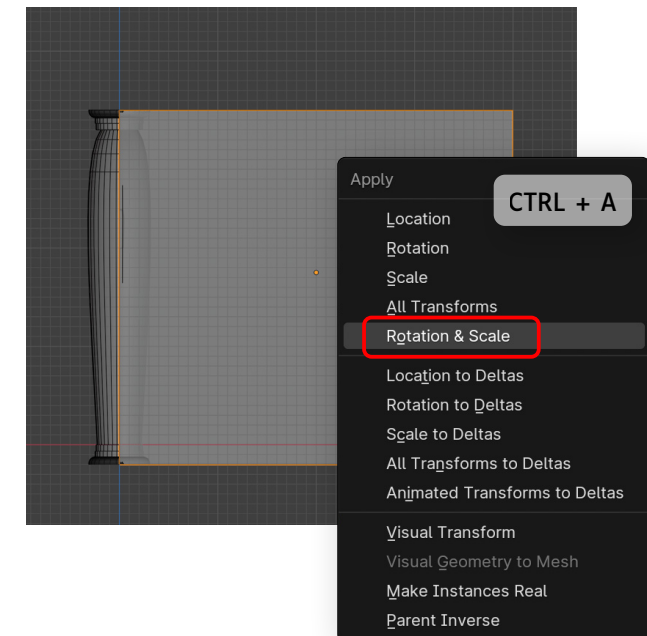 Apply
CTRL + A
Location
Rotation
Scale
All Transforms
Rotation & Scale
Location to Deltas
Rotation to Deltas
Scale to Deltas
All Transforms to Deltas
Animated Transforms to Deltas
Visual Transform
Visual Geometry to Mesh
Make Instances Real
Parent Inverse